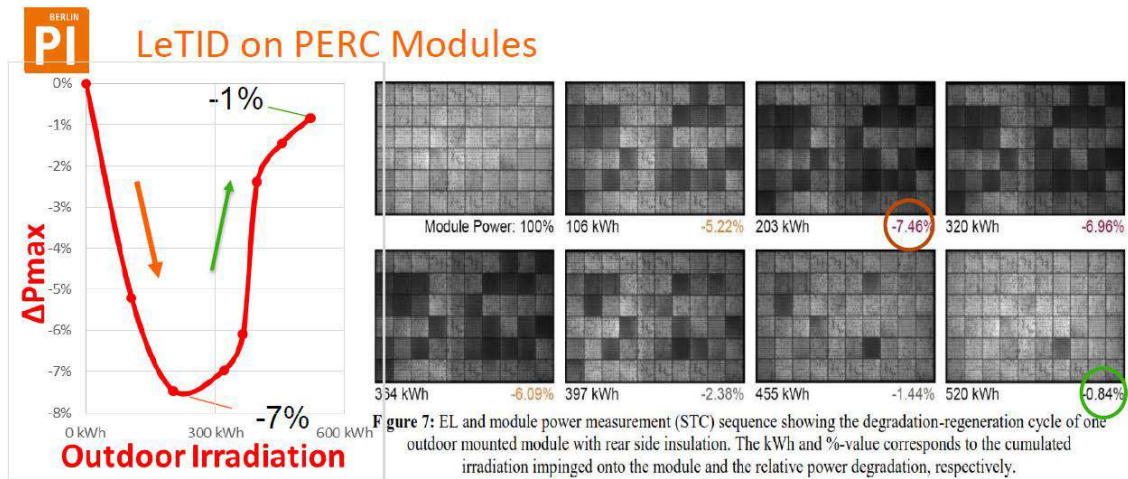 BERLIN
PI
LeTID on PERC Modules
0%
-1%
-2%
-3%
-4%
-5%
-6%
-7%
-8%
ΔPmax
-1%
-7%
0 kWh 300 kWh 600 kWh
Outdoor Irradiation
Module Power: 100% 106 kWh -5.22% 203 kWh -7.46% 320 kWh -6.96%
364 kWh -6.09% 397 kWh -2.38% 455 kWh -1.44% 520 kWh -0.84%
Figure 7: EL and module power measurement (STC) sequence showing the degradation-regeneration cycle of one
outdoor mounted module with rear side insulation. The kWh and %-value corresponds to the cumulated
irradiation impinged onto the module and the relative power degradation, respectively.